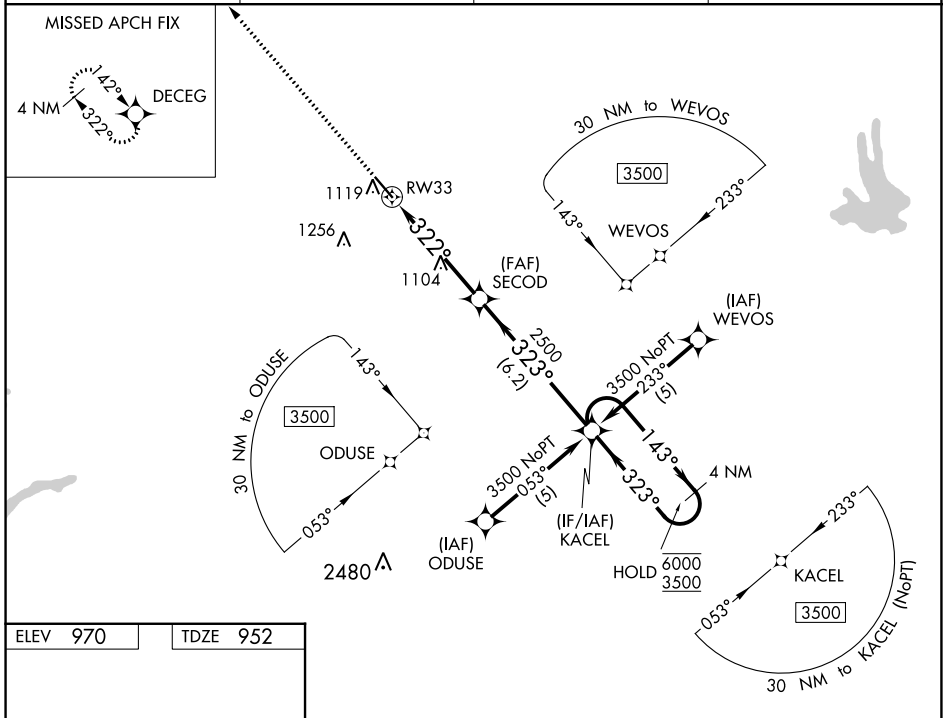 MISSED APCH FIX
142°
DECEG
4 NM
322°
30 NM to WEVOS
3500
143°
233°
WEVOS
1119
RW33
1256
322°
1104
(FAF)
SECOD
(IAF)
WEVOS
2500
323°
(6.2)
3500 NoPT
233°
(5)
30 NM to ODUSE
143°
3500
ODUSE
053°
143°
4 NM
323°
3500 NoPT
053°
(5)
(IF/IAF)
KACEL
(IAF)
ODUSE
HOLD
6000
3500
2480
233°
KACEL
053°
3500
30 NM to KACEL (NoPT)
ELEV 970
TDZE 952